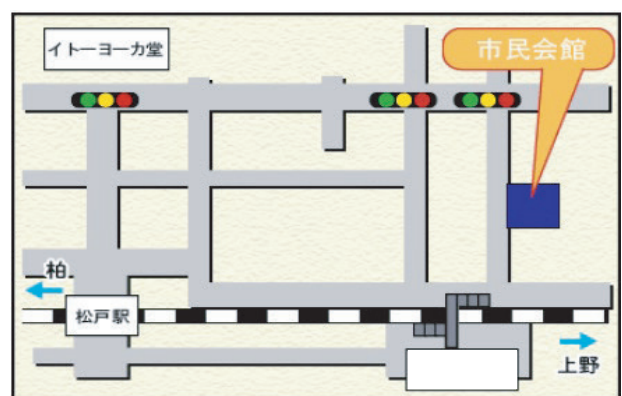 イトーヨーカ堂
市民会館
柏
松戸駅
上野